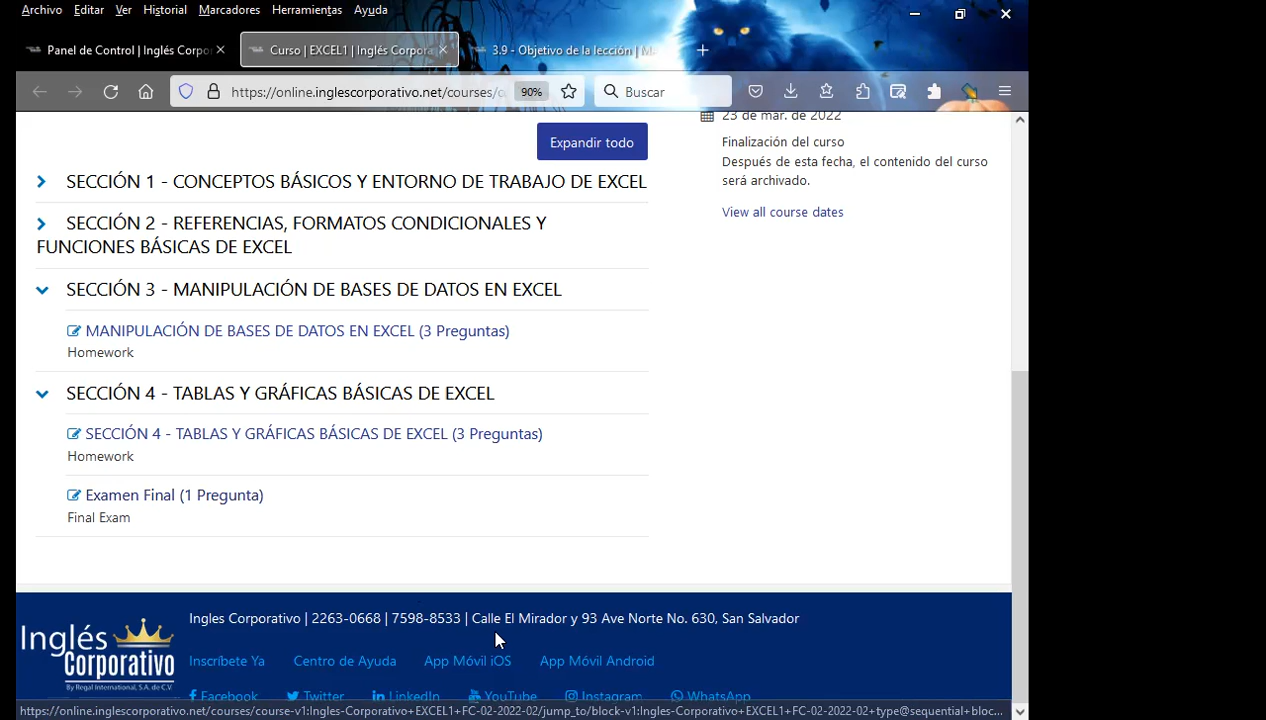 Archivo Editar Ver Historial Marcadores Herramientas Ayuda
Panel de Control | Inglés Corpo
Curso | EXCEL1 | Inglés Corpora
3.9 - Objetivo de la lección | M
https://online.inglescorporativo.net/courses/c
90%
Buscar
23 de mar. de 2022
Expandir todo
Finalización del curso
Después de esta fecha, el contenido del curso
será archivado.
View all course dates
SECCIÓN 1 - CONCEPTOS BÁSICOS Y ENTORNO DE TRABAJO DE EXCEL
SECCIÓN 2 - REFERENCIAS, FORMATOS CONDICIONALES Y
FUNCIONES BÁSICAS DE EXCEL
SECCIÓN 3 - MANIPULACIÓN DE BASES DE DATOS EN EXCEL
MANIPULACIÓN DE BASES DE DATOS EN EXCEL (3 Preguntas)
Homework
SECCIÓN 4 - TABLAS Y GRÁFICAS BÁSICAS DE EXCEL
SECCIÓN 4 - TABLAS Y GRÁFICAS BÁSICAS DE EXCEL (3 Preguntas)
Homework
Examen Final (1 Pregunta)
Final Exam
Inglés
Corporativo
By Regal International, S.A. de C.V.
Ingles Corporativo | 2263-0668 | 7598-8533 | Calle El Mirador y 93 Ave Norte No. 630, San Salvador
Inscríbete Ya Centro de Ayuda App Móvil iOS App Móvil Android
Facebook Twitter LinkedIn YouTube Instagram WhatsApp
https://online.inglescorporativo.net/courses/course-v1:Ingles-Corporativo+EXCEL1+FC-02-2022-02/jump_to/block-v1:Ingles-Corporativo+EXCEL1+FC-02-2022-02+type@sequential+bloc...